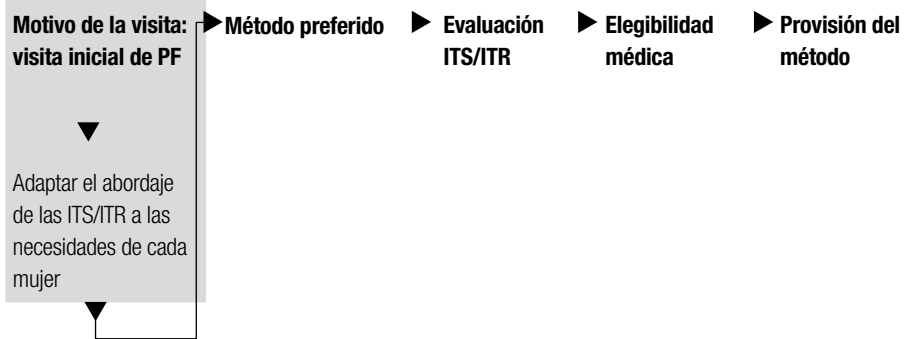 Motivo de la visita:
visita inicial de PF
Adaptar el abordaje
de las ITS/ITR a las
necesidades de cada
mujer
Método preferido
Evaluación
ITS/ITR
Elegibilidad
médica
Provisión del
método